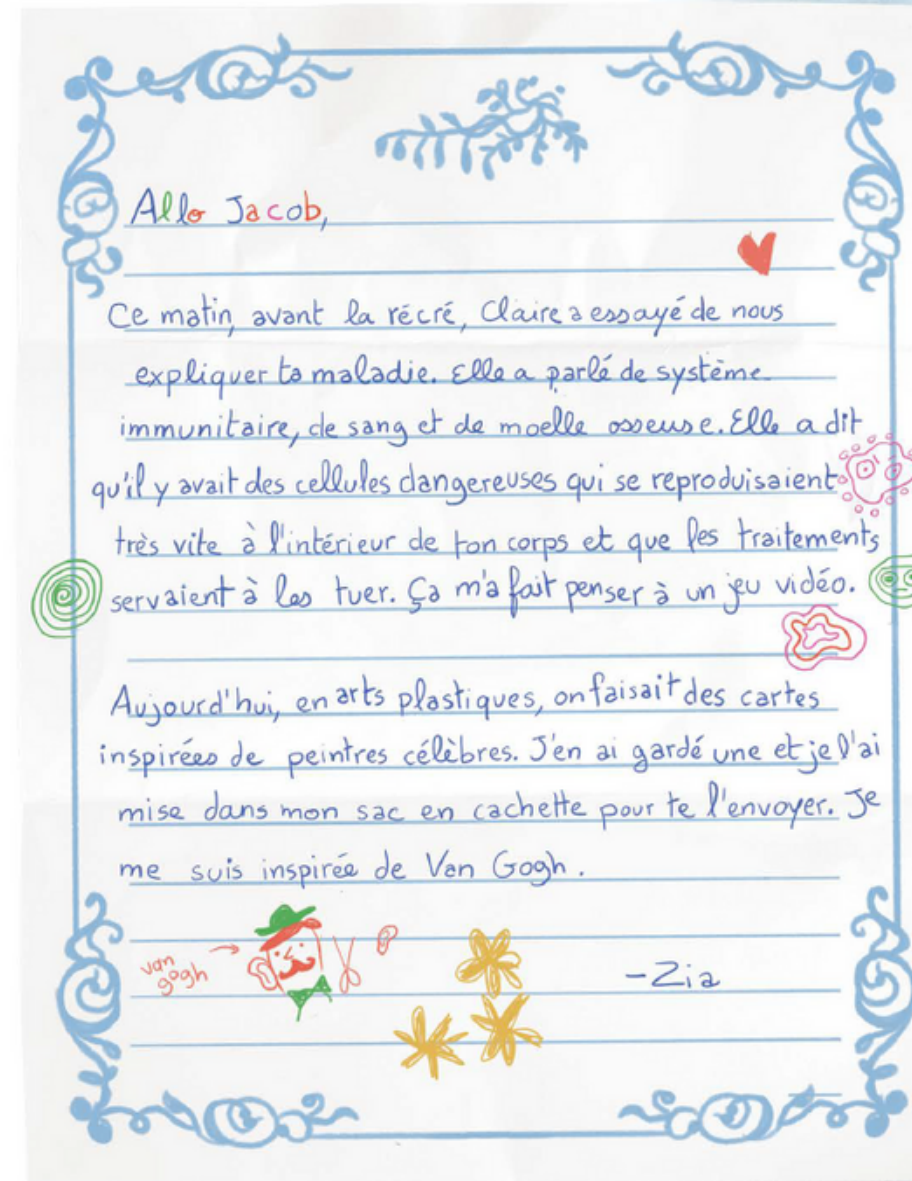 Allo Jacob,
Ce matin, avant la récré, Claire a essayé de nous
expliquer ta maladie. Elle a parlé de système
immunitaire, de sang et de moelle osseuse. Elle a dit
qu'il y avait des cellules dangereuses qui se reproduisaient
très vite à l'intérieur de ton corps et que les traitements
servaient à les tuer. Ça m'a fait penser à un jeu vidéo.
Aujourd'hui, en arts plastiques, on faisait des cartes
inspirées de peintres célèbres. J'en ai gardé une et je l'ai
mise dans mon sac en cachette pour te l'envoyer. Je
me suis inspirée de Van Gogh.
van
gogh
-Zia